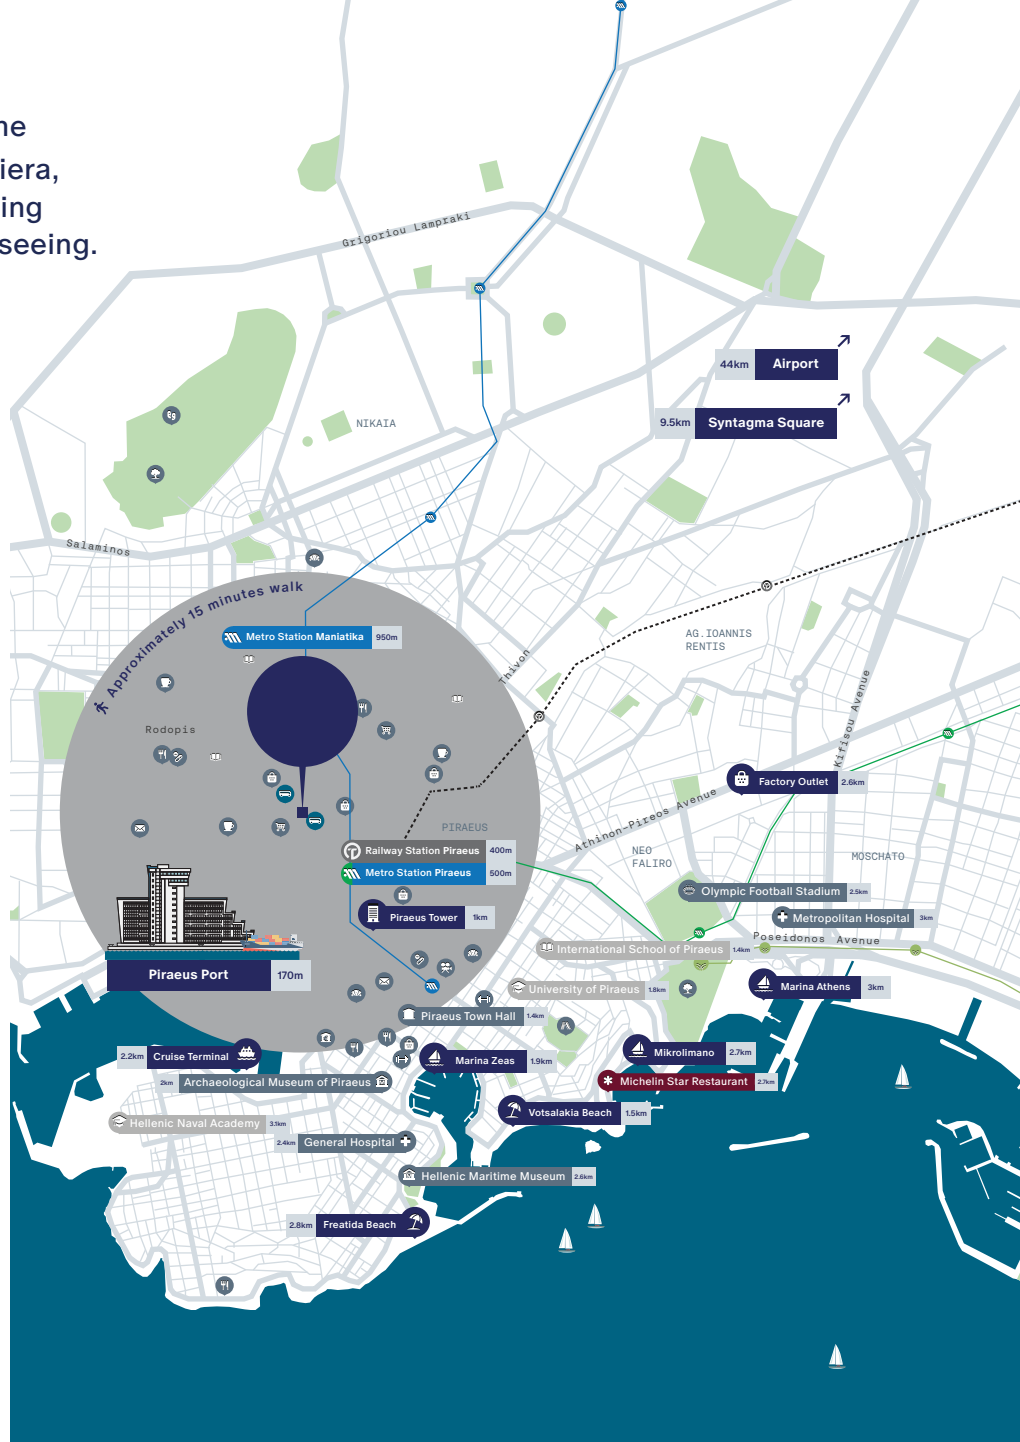 ne
iera,
ing
seeing.
Grigoriou Lampraki
44km Airport
9.5km Syntagma Square
NIKAIA
Salaminos
Approximately 15 minutes walk
Metro Station Maniatika 950m
AG.IOANNIS
RENTIS
Thivon
Kifisou Avenue
Rodopis
Factory Outlet 2.6km
Athinon-Pireos Avenue
PIRAEUS
Railway Station Piraeus 400m
Metro Station Piraeus 500m
NEO
FALIRO
MOSCHATO
Olympic Football Stadium 2.5km
Piraeus Tower 1km
Metropolitan Hospital 3km
Poseidonos Avenue
International School of Piraeus 1.4km
Piraeus Port 170m
University of Piraeus 1.8km
Marina Athens 3km
Piraeus Town Hall 1.4km
2.2km Cruise Terminal
Marina Zeas 1.9km
Mikrolimano 2.7km
2km Archaeological Museum of Piraeus
Michelin Star Restaurant 2.7km
Votsalakia Beach 1.5km
Hellenic Naval Academy 3.1km
2.4km General Hospital
Hellenic Maritime Museum 2.6km
2.8km Freatida Beach